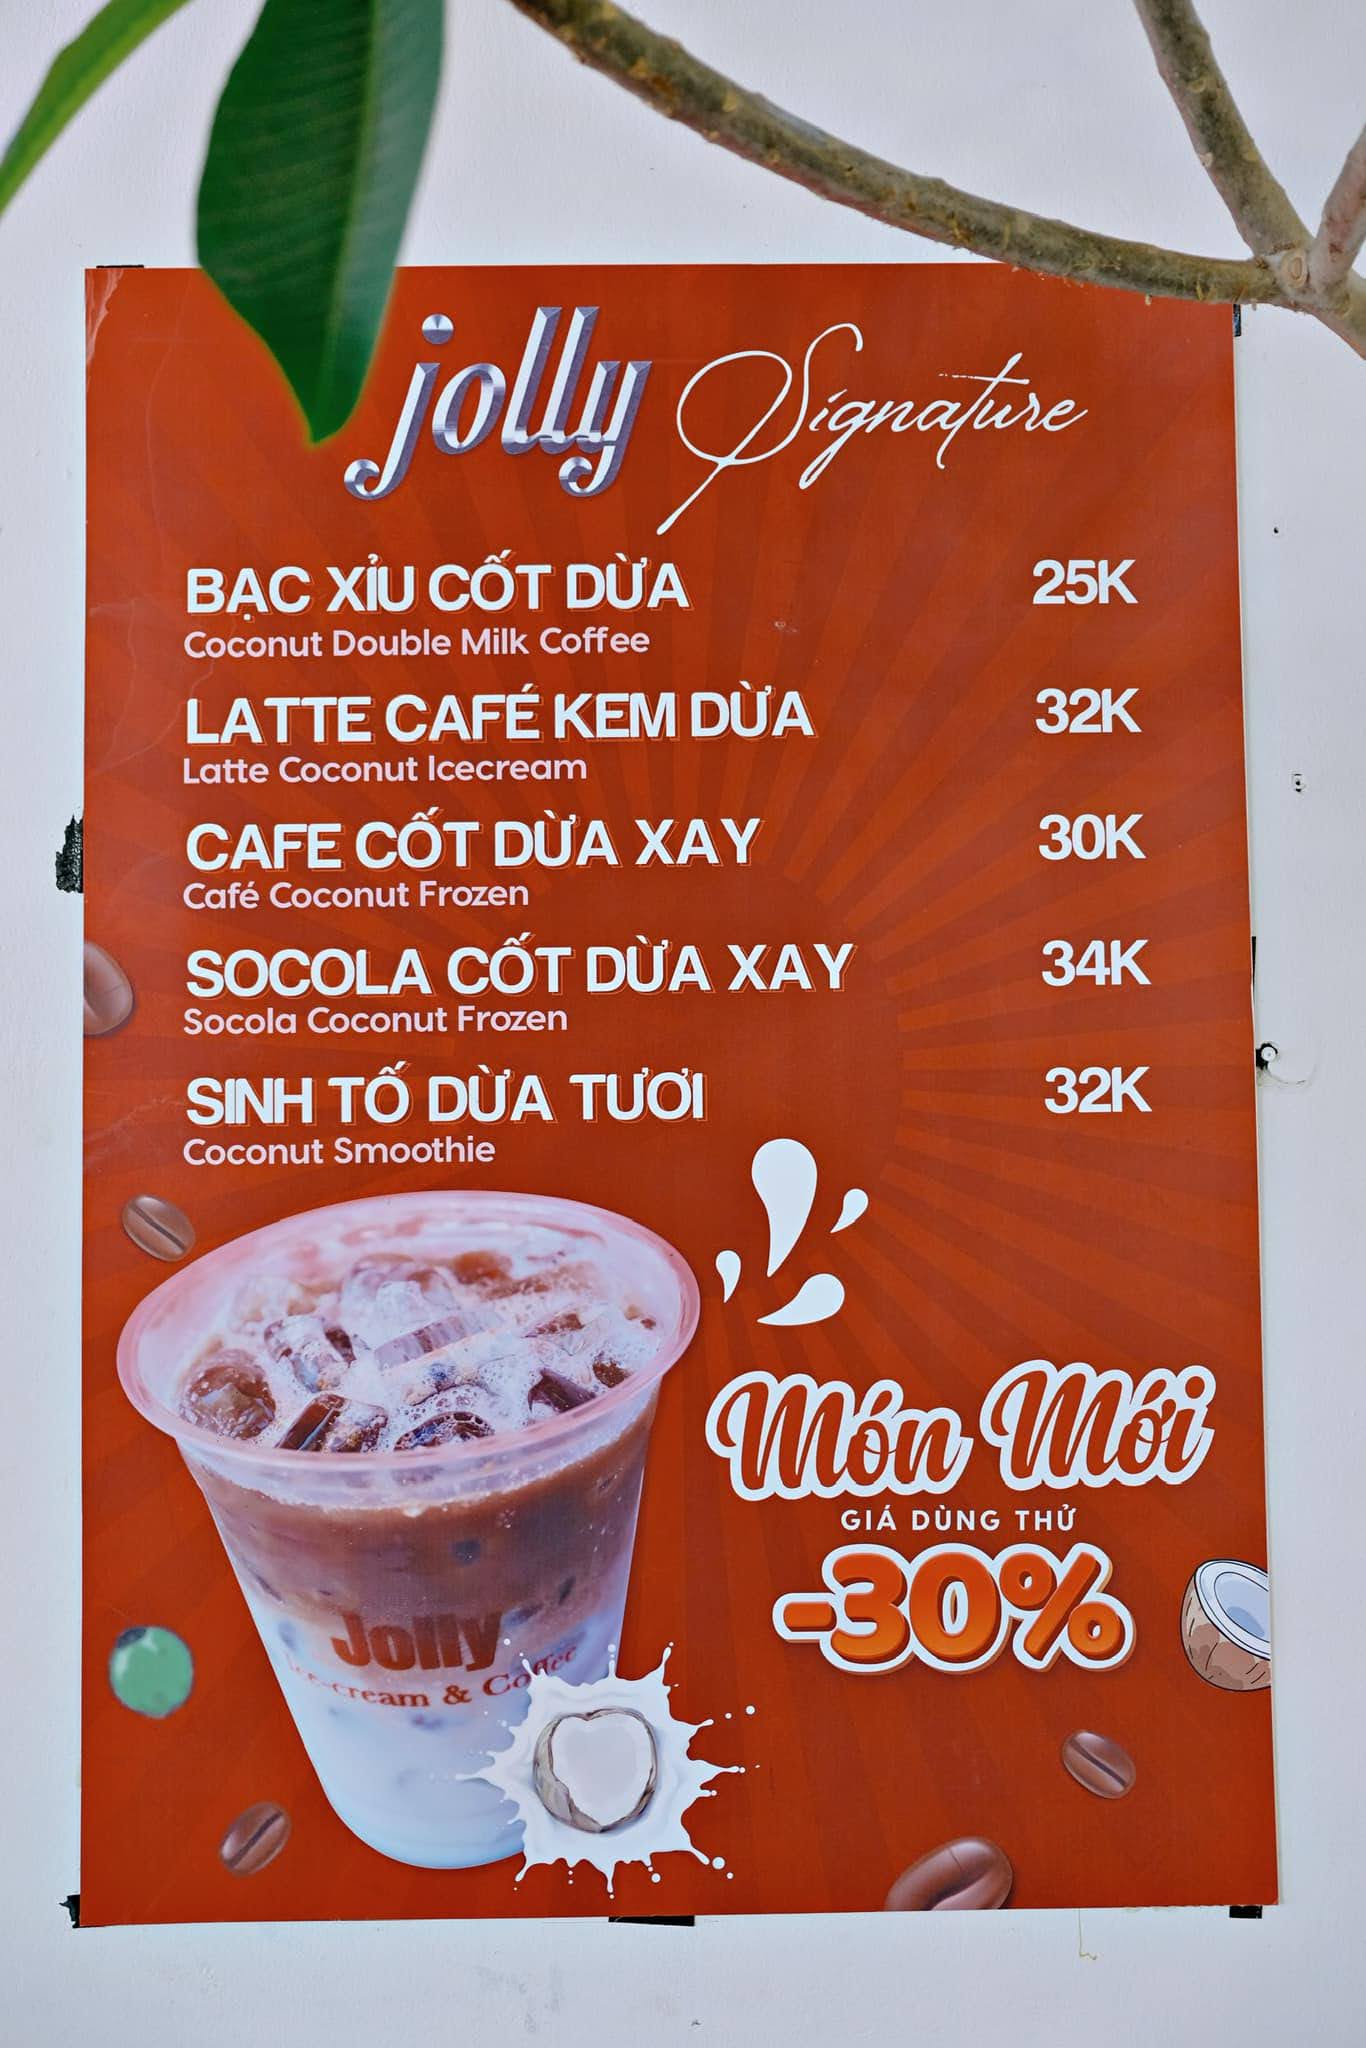 jolly Signature
BẠC XỈU CỐT DỪA 25K
Coconut Double Milk Coffee
LATTE CAFÉ KEM DỪA 32K
Latte Coconut Icecream
CAFE CỐT DỪA XAY 30K
Café Coconut Frozen
SOCOLA CỐT DỪA XAY 34K
Socola Coconut Frozen
SINH TỐ DỪA TƯƠI 32K
Coconut Smoothie
Món Mới
GIÁ DÙNG THỬ
-30%
Jolly
Ice-cream & Coffee